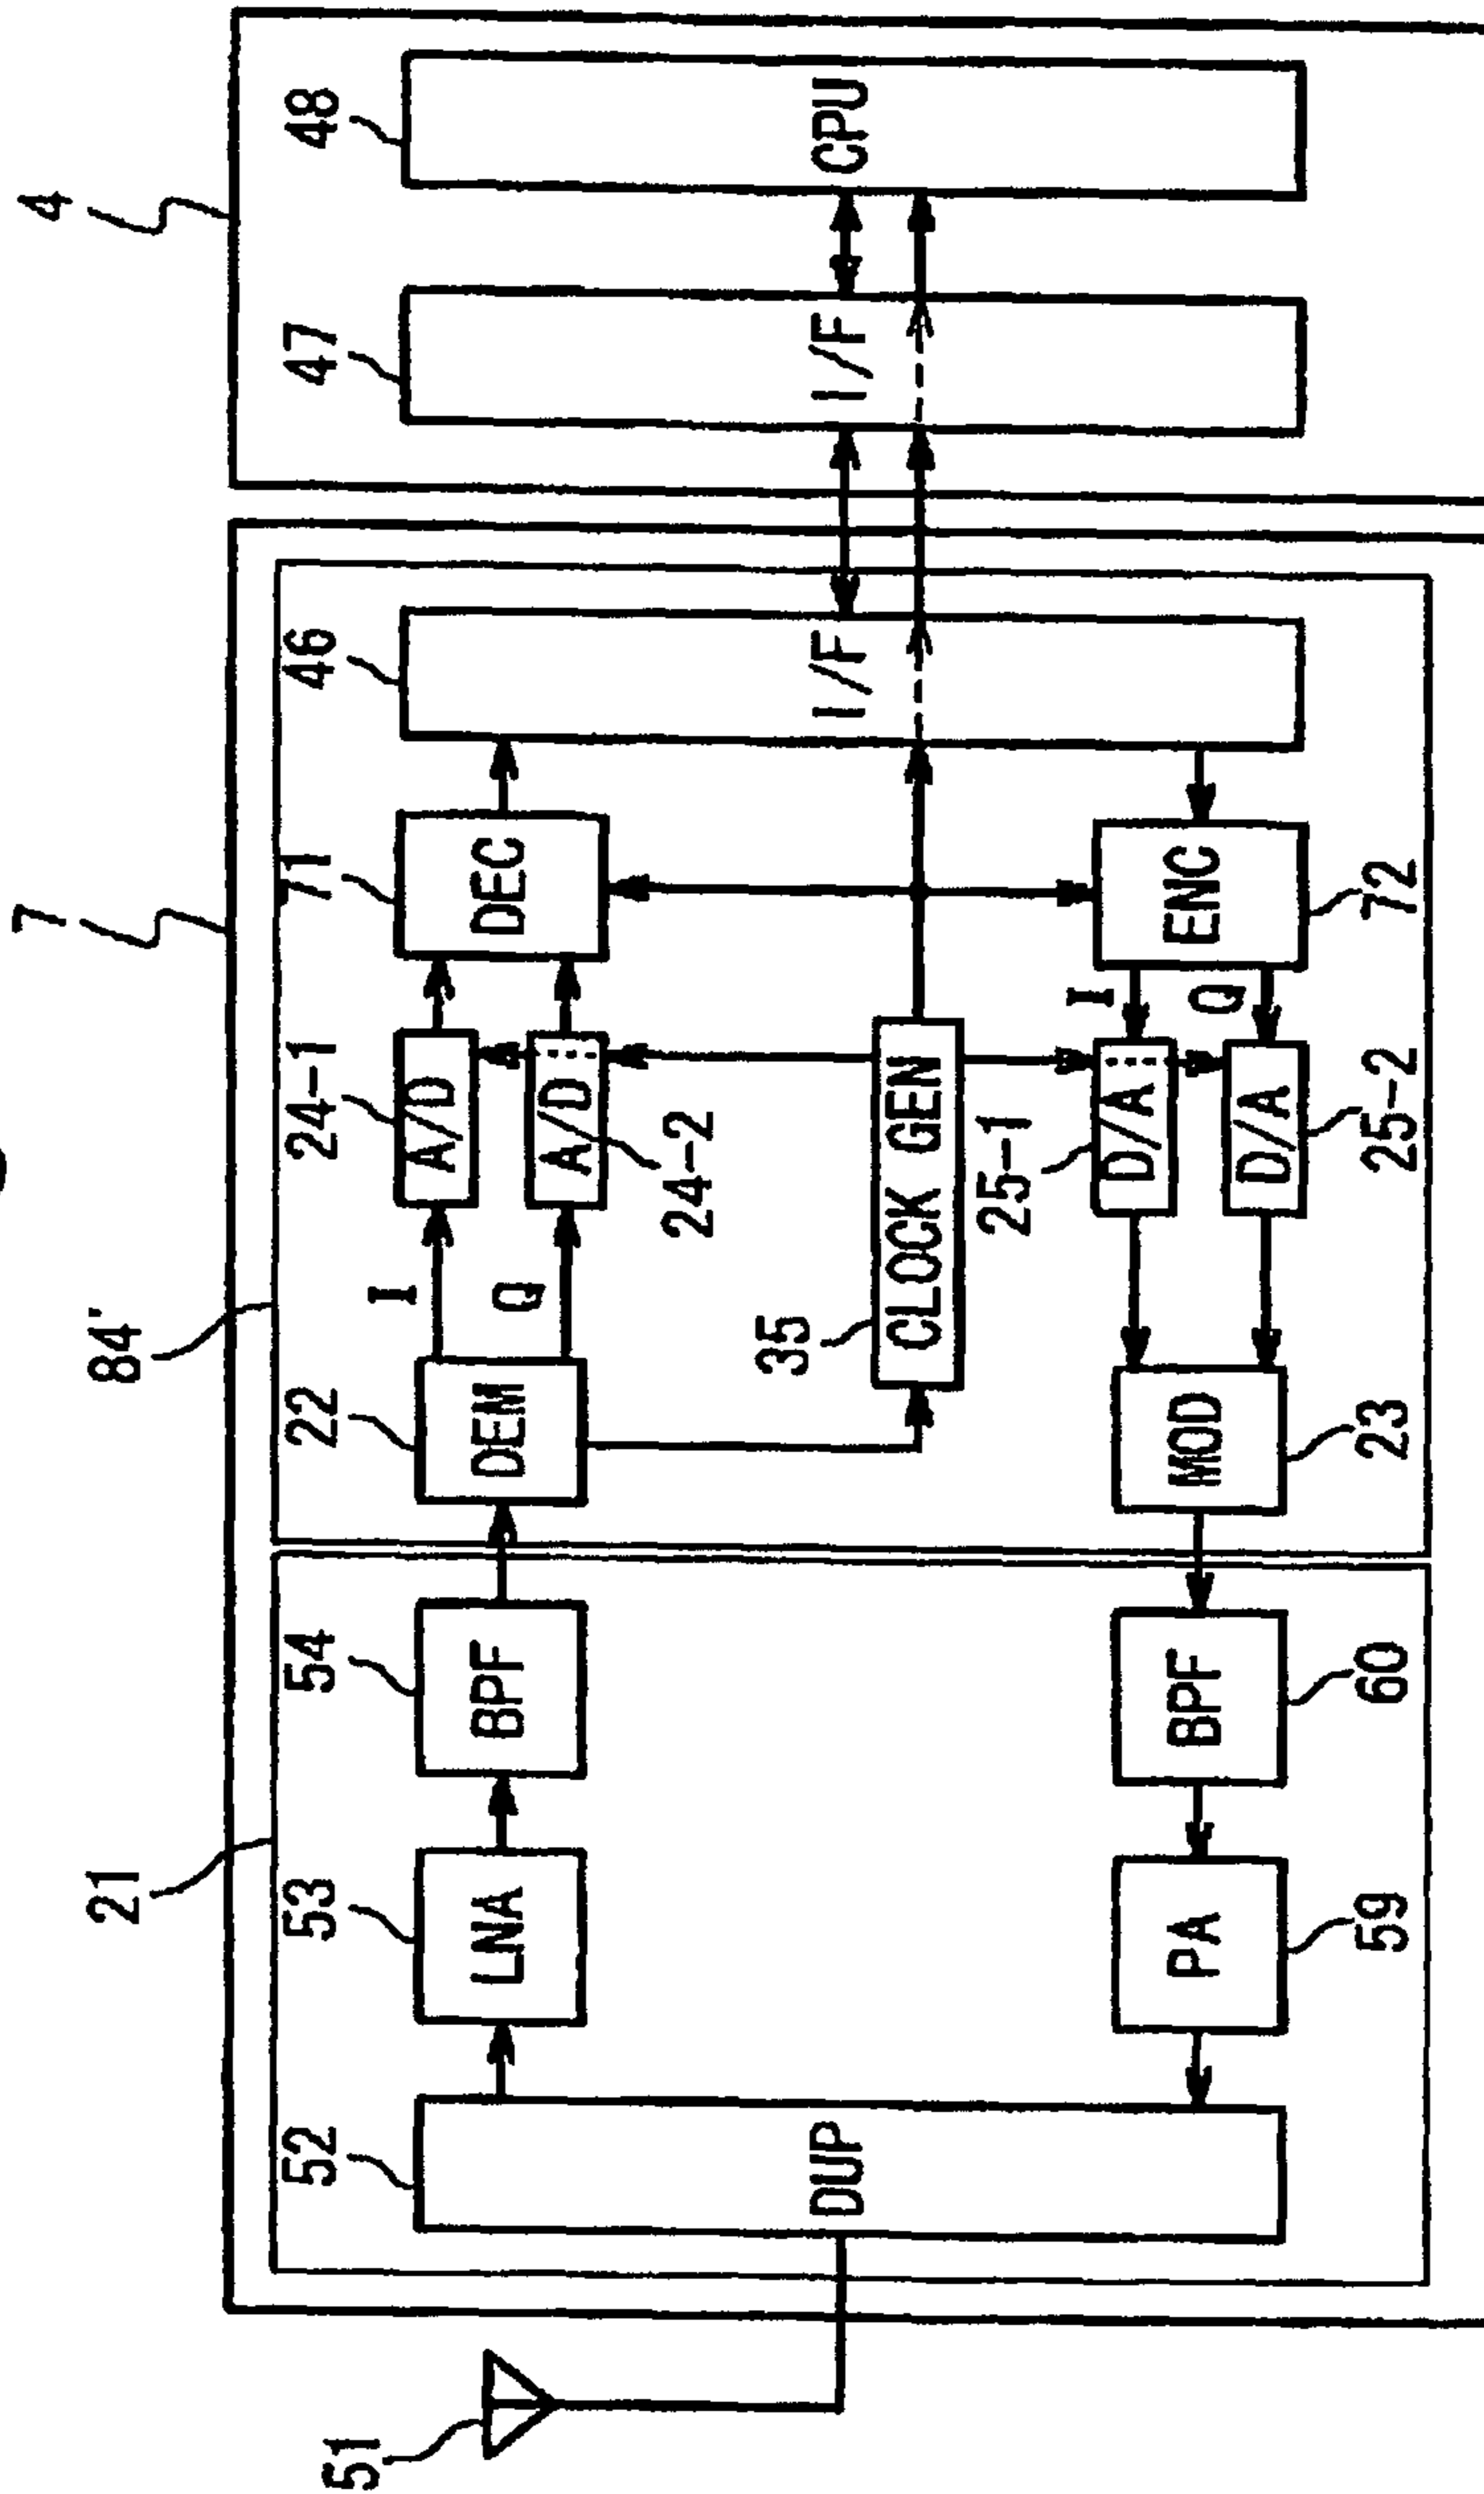 21
84'
7
4
51
52
53
54
22
24-1
71
46
47
48
DUP
LNA
BPF
DEM
I
Q
A/D
A/D
DEC
I/F
I/F
CPU
24-2
35
CLOCK GEN
25-1
I
Q
PA
BPF
MOD
D/A
D/A
ENC
59
60
23
25-2
72